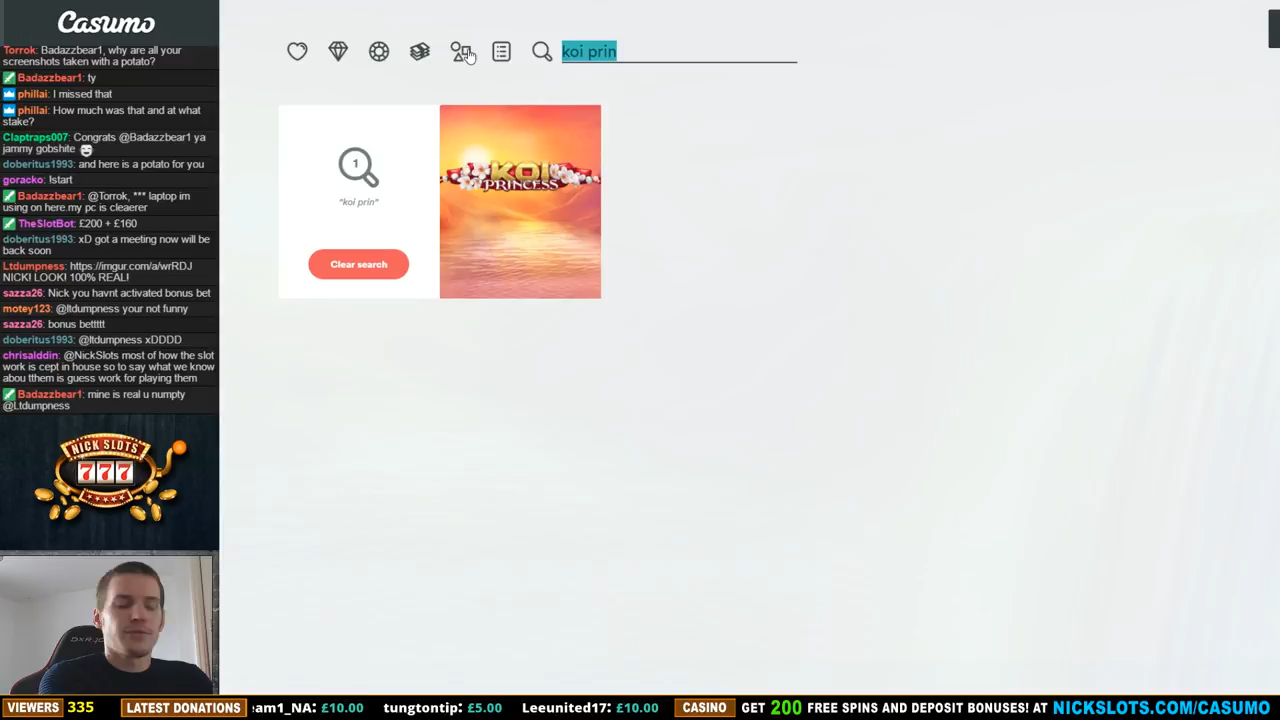 Casumo
Torrok: Badazzbear1, why are all your
screenshots taken with a potato?
Badazzbear1: ty
phillai: I missed that
phillai: How much was that and at what
stake?
Claptraps007: Congrats @Badazzbear1 ya
jammy gobshite
doberitus1993: and here is a potato for you
goracko: !start
Badazzbear1: @Torrok, *** laptop im
using on here.my pc is cleaerer
TheSlotBot: £200 + £160
doberitus1993: xD got a meeting now will be
back soon
Ltdumpness: https://imgur.com/a/wrRDJ
NICK! LOOK! 100% REAL!
sazza26: Nick you havnt activated bonus bet
motey123: @ltdumpness your not funny
sazza26: bonus bettttt
doberitus1993: @ltdumpness xDDDD
chrisalddin: @NickSlots most of how the slot
work is cept in house so to say what we know
abou tthem is guess work for playing them
Badazzbear1: mine is real u numpty
@Ltdumpness
NICK SLOTS
777
koi prin
1
"koi prin"
Clear search
KOI
PRINCESS
DXRACER
VIEWERS 335 LATEST DONATIONS eam1_NA: £10.00 tungtontip: £5.00 Leeunited17: £10.00 CASINO GET 200 FREE SPINS AND DEPOSIT BONUSES! AT NICKSLOTS.COM/CASUMO